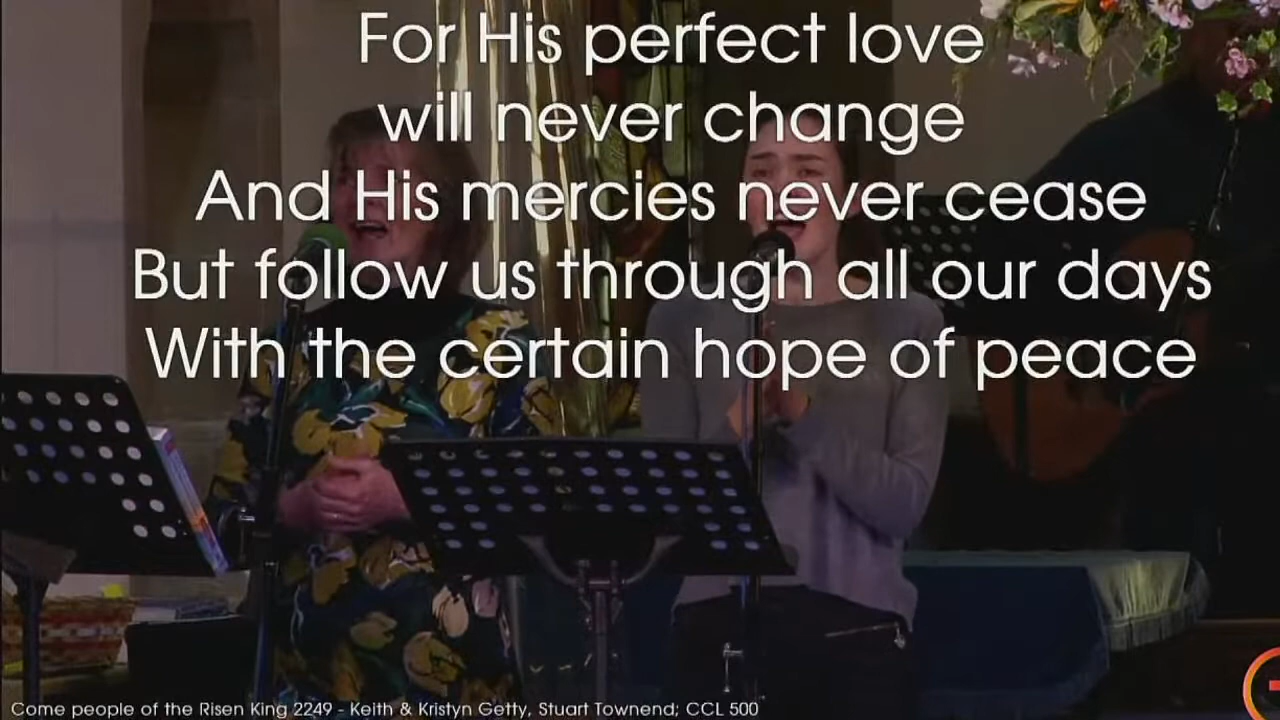 For His perfect love
will never change
And His mercies never cease
But follow us through all our days
With the certain hope of peace
Come people of the Risen King 2249 - Keith & Kristyn Getty, Stuart Townend; CCL 500